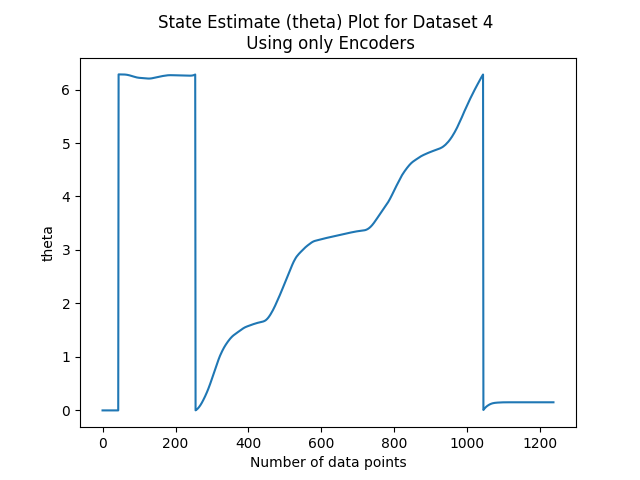 State Estimate (theta) Plot for Dataset 4
Using only Encoders
theta
6
5
4
3
2
1
0
0 200 400 600 800 1000 1200
Number of data points